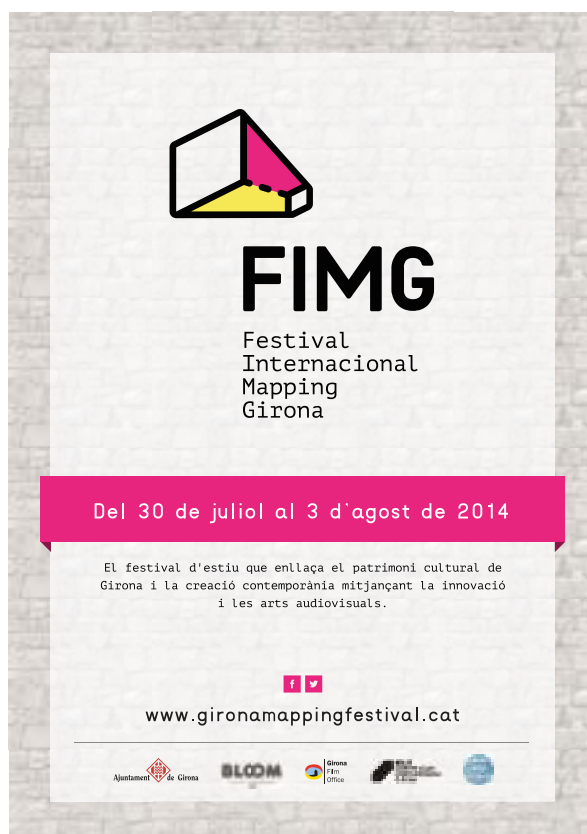 FIMG
Festival
Internacional
Mapping
Girona
Del 30 de juliol al 3 d'agost de 2014
El festival d'estiu que enllaça el patrimoni cultural de
Girona i la creació contemporània mitjançant la innovació
i les arts audiovisuals.
www.gironamappingfestival.cat
Ajuntament de Girona
BLOOM
Girona
Film
Office